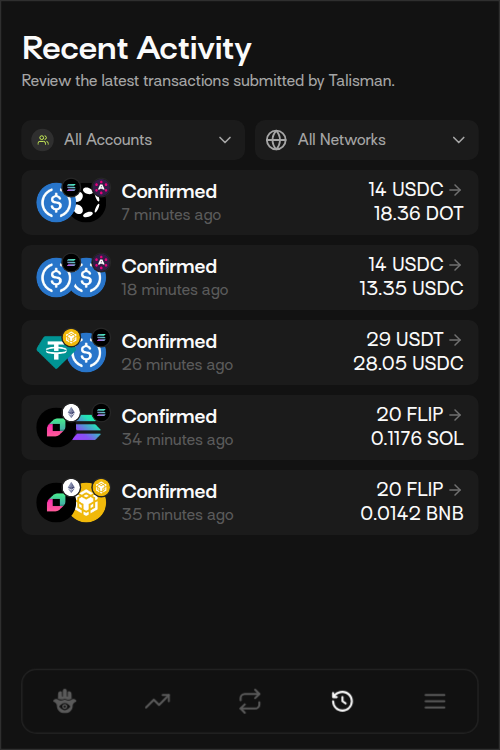 Recent Activity
Review the latest transactions submitted by Talisman.
All Accounts
All Networks
Confirmed
14 USDC →
7 minutes ago
18.36 DOT
Confirmed
14 USDC →
18 minutes ago
13.35 USDC
Confirmed
29 USDT →
26 minutes ago
28.05 USDC
Confirmed
20 FLIP →
34 minutes ago
0.1176 SOL
Confirmed
20 FLIP →
35 minutes ago
0.0142 BNB